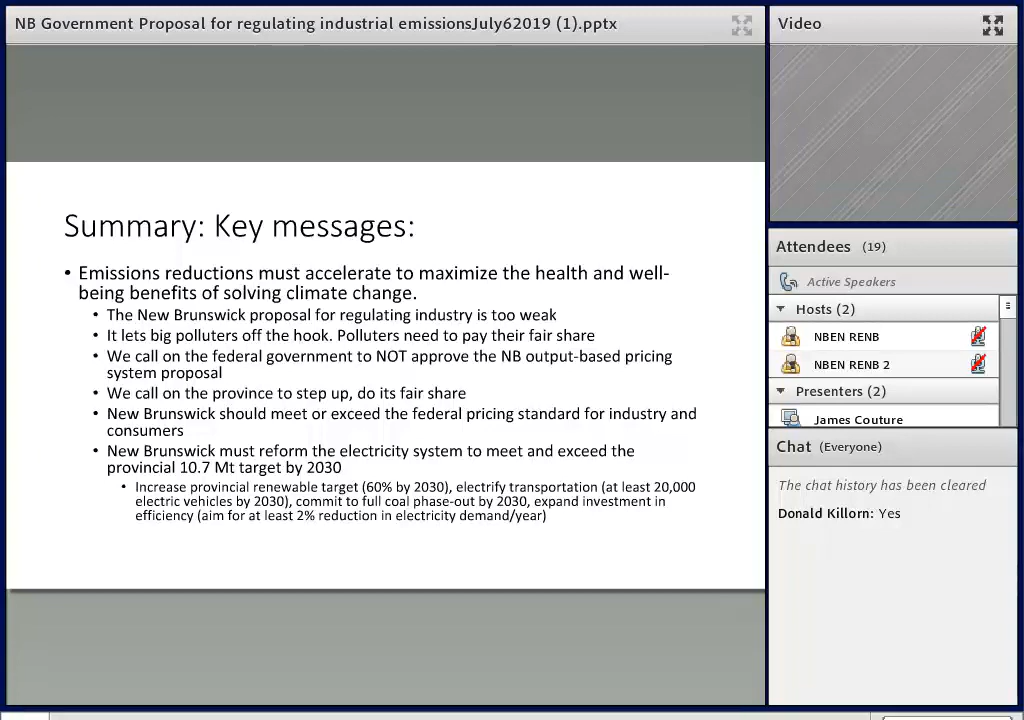 NB Government Proposal for regulating industrial emissionsJuly62019 (1).pptx
Summary: Key messages:
• Emissions reductions must accelerate to maximize the health and well-
being benefits of solving climate change.
• The New Brunswick proposal for regulating industry is too weak
• It lets big polluters off the hook. Polluters need to pay their fair share
• We call on the federal government to NOT approve the NB output-based pricing
system proposal
• We call on the province to step up, do its fair share
• New Brunswick should meet or exceed the federal pricing standard for industry and
consumers
• New Brunswick must reform the electricity system to meet and exceed the
provincial 10.7 Mt target by 2030
• Increase provincial renewable target (60% by 2030), electrify transportation (at least 20,000
electric vehicles by 2030), commit to full coal phase-out by 2030, expand investment in
efficiency (aim for at least 2% reduction in electricity demand/year)
Video
Attendees (19)
Active Speakers
Hosts (2)
NBEN RENB
NBEN RENB 2
Presenters (2)
James Couture
Chat (Everyone)
The chat history has been cleared
Donald Killorn: Yes